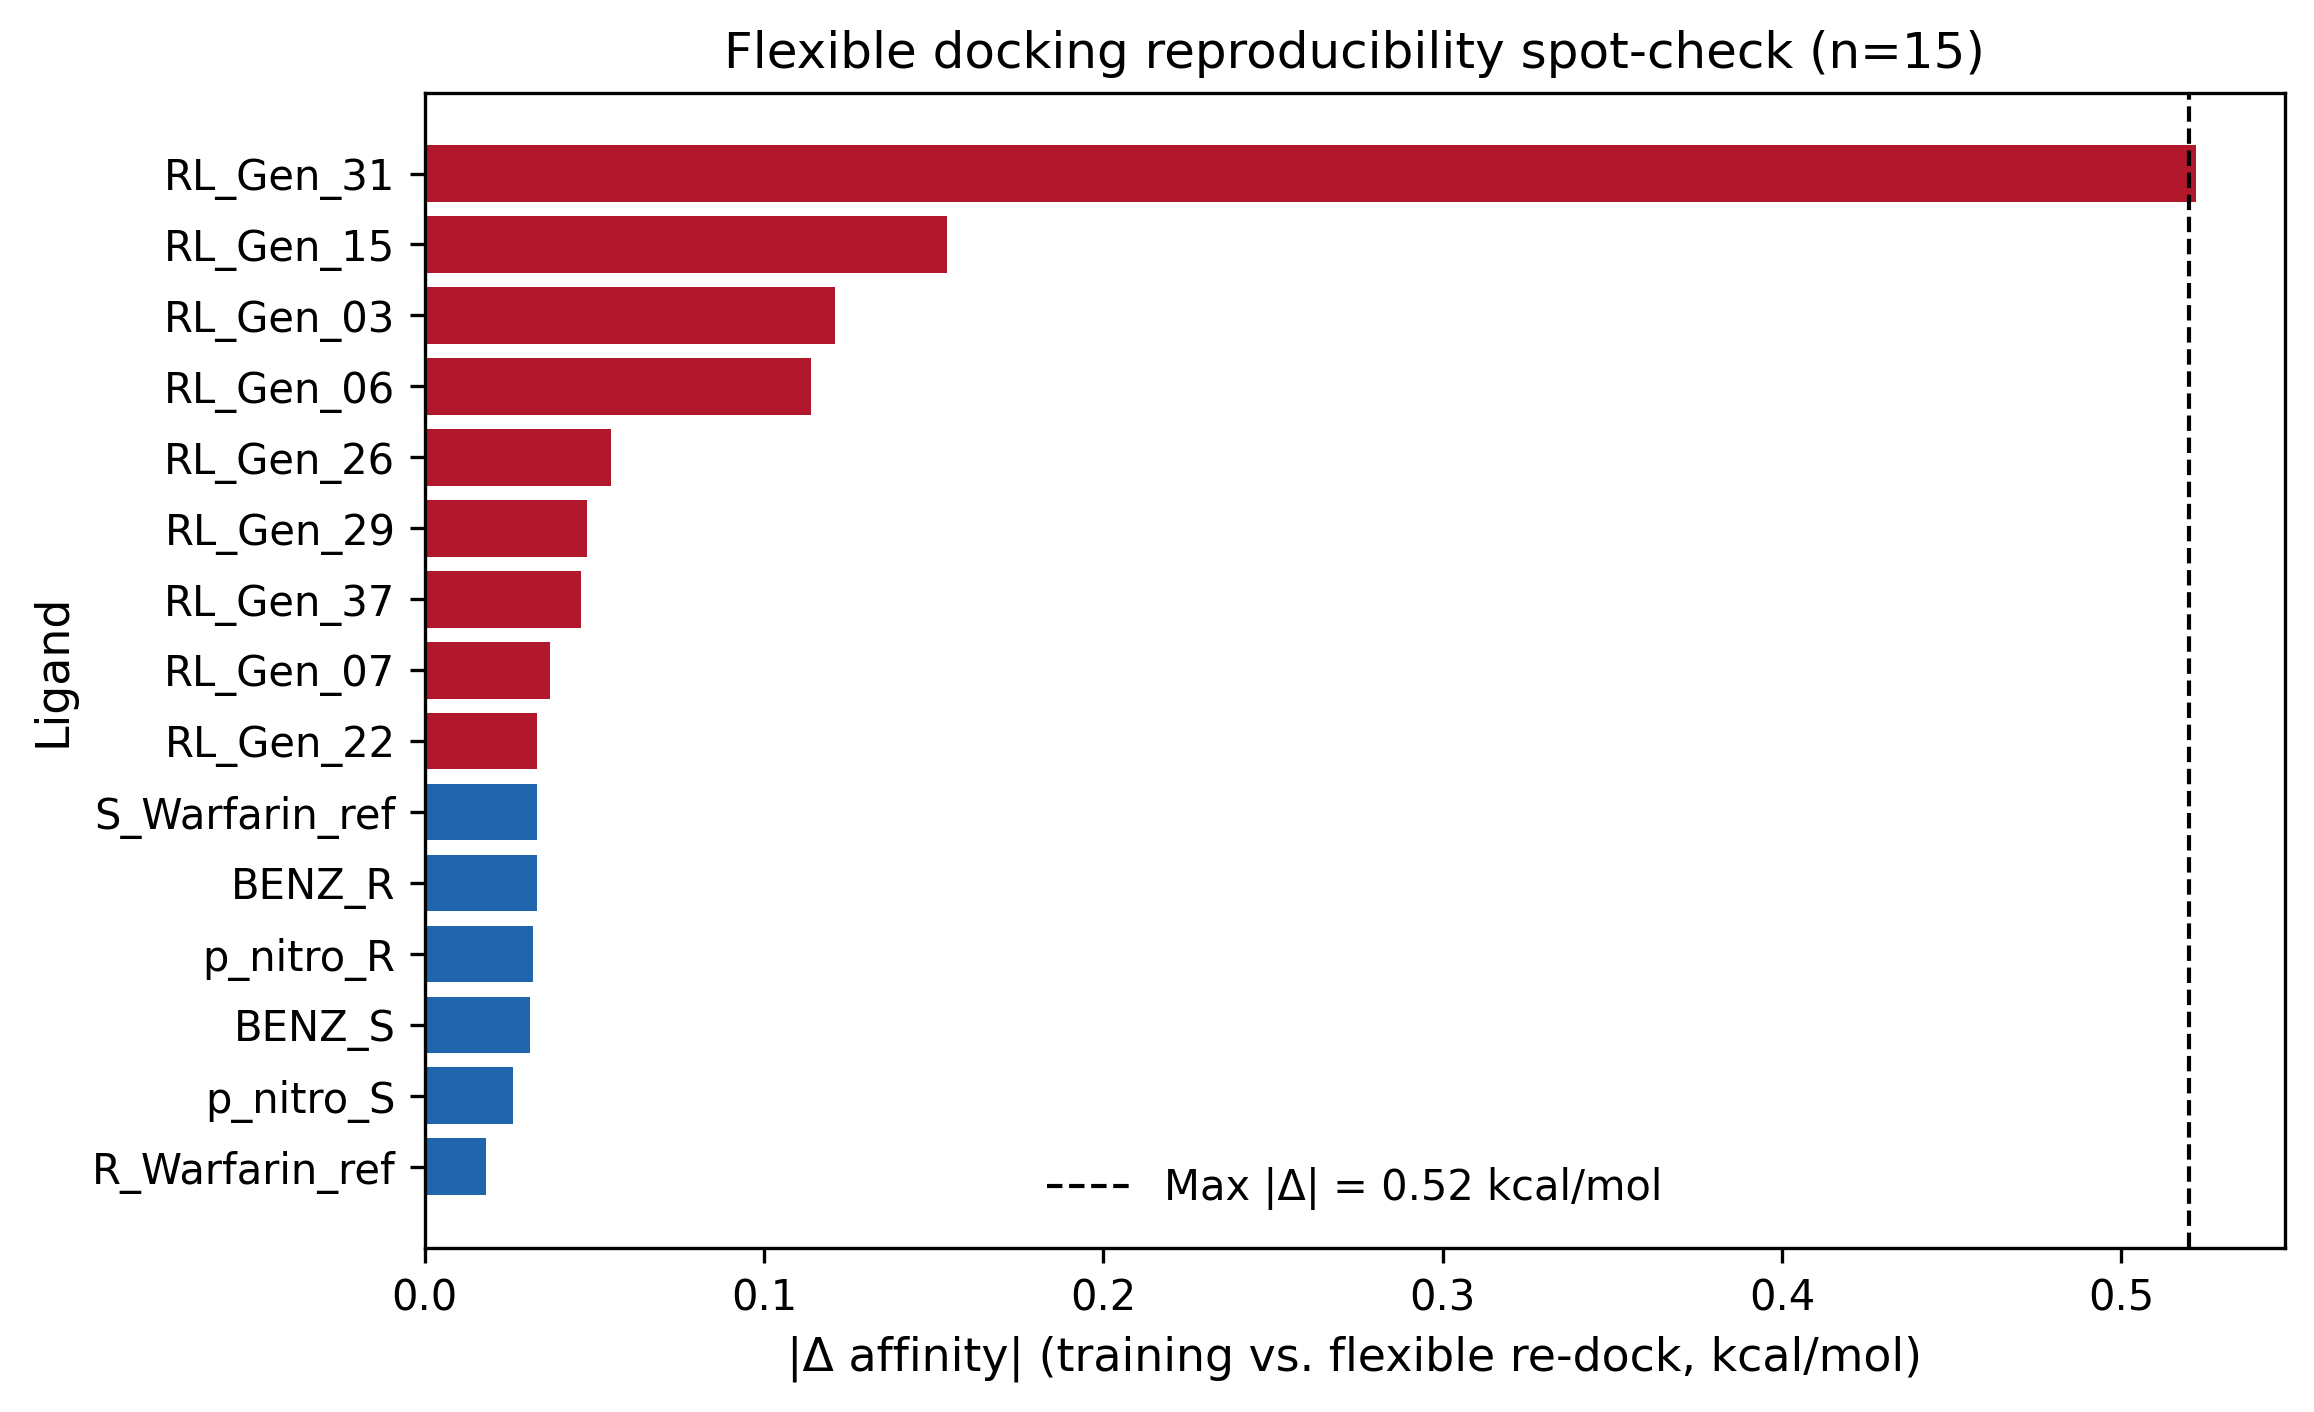 Flexible docking reproducibility spot-check (n=15)
RL_Gen_31
RL_Gen_15
RL_Gen_03
RL_Gen_06
RL_Gen_26
RL_Gen_29
RL_Gen_37
RL_Gen_07
RL_Gen_22
S_Warfarin_ref
BENZ_R
p_nitro_R
BENZ_S
p_nitro_S
R_Warfarin_ref
Ligand
Max |Δ| = 0.52 kcal/mol
0.0 0.1 0.2 0.3 0.4 0.5
|Δ affinity| (training vs. flexible re-dock, kcal/mol)